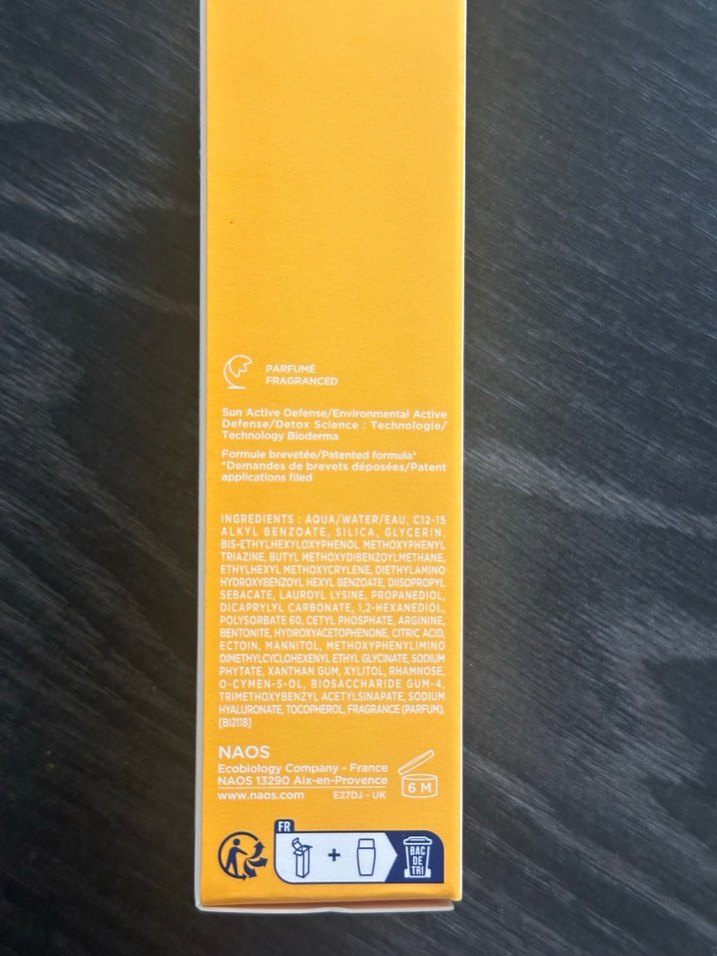 PARFUMÉ
FRAGRANCED
Sun Active Defense/Environmental Active
Defense/Detox Science : Technologie/
Technology Bioderma
Formule brevetée/Patented formula*
*Demandes de brevets déposées/Patent
applications filed
INGREDIENTS : AQUA/WATER/EAU, C12-15
ALKYL BENZOATE, SILICA, GLYCERIN,
BIS-ETHYLHEXYLOXYPHENOL METHOXYPHENYL
TRIAZINE, BUTYL METHOXYDIBENZOYLMETHANE,
ETHYLHEXYL METHOXYCRYLENE, DIETHYLAMINO
HYDROXYBENZOYL HEXYL BENZOATE, DIISOPROPYL
SEBACATE, LAUROYL LYSINE, PROPANEDIOL,
DICAPRYLYL CARBONATE, 1,2-HEXANEDIOL,
POLYSORBATE 60, CETYL PHOSPHATE, ARGININE,
BENTONITE, HYDROXYACETOPHENONE, CITRIC ACID,
ECTOIN, MANNITOL, METHOXYPHENYLIMINO
DIMETHYLCYCLOHEXENYL ETHYL GLYCINATE, SODIUM
PHYTATE, XANTHAN GUM, XYLITOL, RHAMNOSE,
O-CYMEN-5-OL, BIOSACCHARIDE GUM-4,
TRIMETHOXYBENZYL ACETYLSINAPATE, SODIUM
HYALURONATE, TOCOPHEROL, FRAGRANCE (PARFUM).
[BI2118]
NAOS
Ecobiology Company - France
NAOS 13290 Aix-en-Provence
www.naos.com E27DJ - UK
6 M
FR
+
BAC
DE
TRI